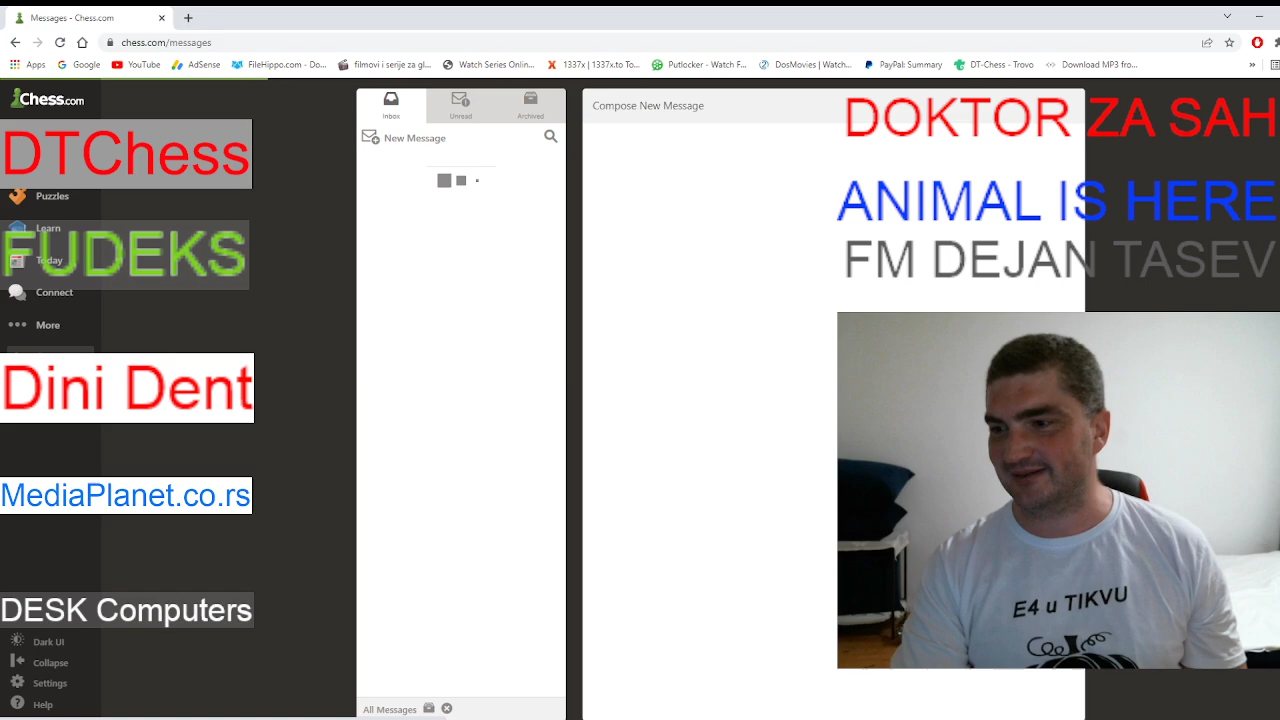 Messages - Chess.com
chess.com/messages
Apps
Google
YouTube
AdSense
FileHippo.com - Do...
filmovi i serije za gl...
Watch Series Onlin...
1337x | 1337x.to To...
Putlocker - Watch F...
DosMovies | Watch...
PayPal: Summary
DT-Chess - Trovo
Download MP3 fro...
»
Chess.com
DTChess
Puzzles
Learn
FUDEKS
Today
Connect
More
Dini Dent
MediaPlanet.co.rs
DESK Computers
Dark UI
Collapse
Settings
Help
Inbox
Unread
Archived
New Message
All Messages
Compose New Message
DOKTOR ZA SAH
ANIMAL IS HERE
FM DEJAN TASEV
E4 u TIKVU